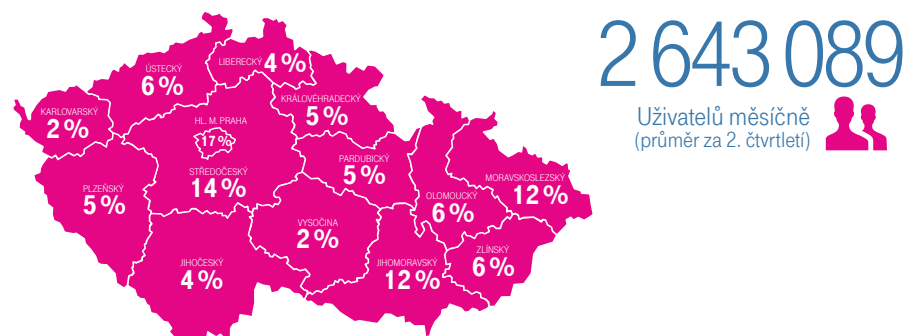 LIBERECKÝ 4 %
ÚSTECKÝ
6 %
KRÁLOVÉHRADECKÝ
5 %
KARLOVARSKÝ
2 %
HL. M. PRAHA
17 %
PARDUBICKÝ
5 %
STŘEDOČESKÝ
14 %
MORAVSKOSLEZSKÝ
12 %
PLZEŇSKÝ
5 %
OLOMOUCKÝ
6 %
VYSOČINA
2 %
ZLÍNSKÝ
6 %
JIHOČESKÝ
4 %
JIHOMORAVSKÝ
12 %
2 643 089
Uživatelů měsíčně
(průměr za 2. čtvrtletí)